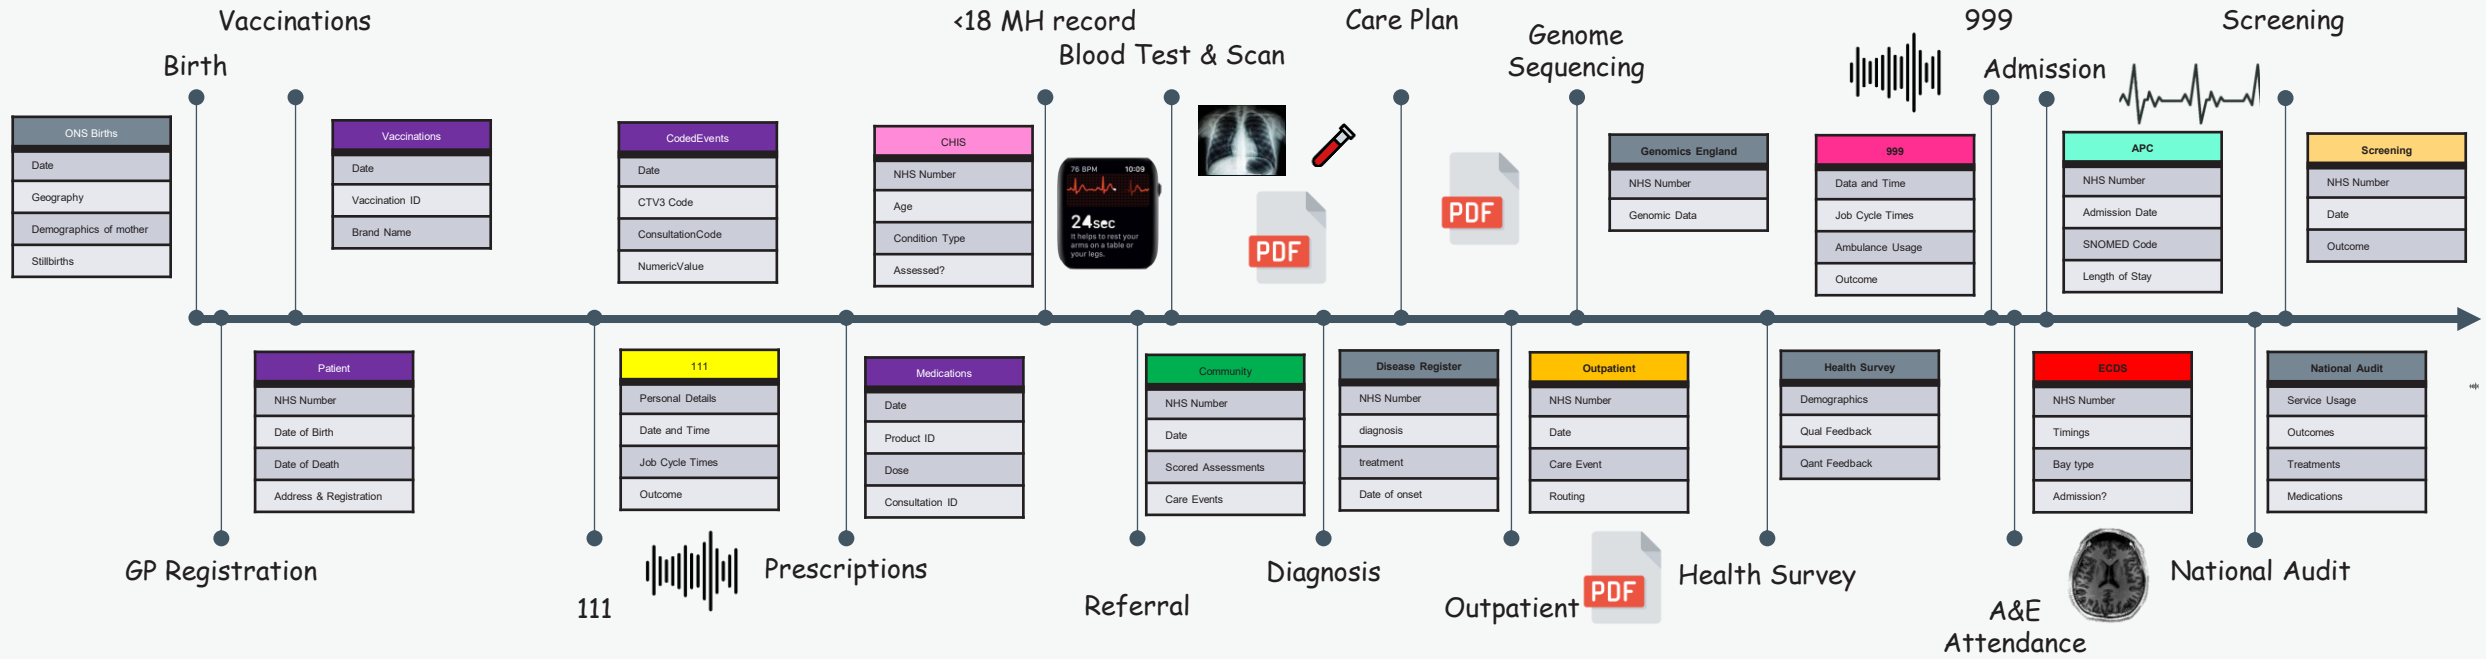 Vaccinations
<18 MH record
Care Plan
999
Screening
Birth
Blood Test & Scan
Genome
Sequencing
Admission
ONS Births
Date
Geography
Demographics of mother
Stillbirths
Vaccinations
Date
Vaccination ID
Brand Name
CodedEvents
Date
CTV3 Code
ConsultationCode
NumericValue
CHIS
NHS Number
Age
Condition Type
Assessed?
76 BPM 10:09
24sec
It helps to rest your
arms on a table or
your legs.
PDF
PDF
Genomics England
NHS Number
Genomic Data
999
Data and Time
Job Cycle Times
Ambulance Usage
Outcome
APC
NHS Number
Admission Date
SNOMED Code
Length of Stay
Screening
NHS Number
Date
Outcome
Patient
NHS Number
Date of Birth
Date of Death
Address & Registration
111
Personal Details
Date and Time
Job Cycle Times
Outcome
Medications
Date
Product ID
Dose
Consultation ID
Community
NHS Number
Date
Scored Assessments
Care Events
Disease Register
NHS Number
diagnosis
treatment
Date of onset
Outpatient
NHS Number
Date
Care Event
Routing
Health Survey
Demographics
Qual Feedback
Qant Feedback
ECDS
NHS Number
Timings
Bay type
Admission?
National Audit
Service Usage
Outcomes
Treatments
Medications
GP Registration
111
Prescriptions
Referral
Diagnosis
Outpatient
PDF
Health Survey
A&E
Attendance
National Audit